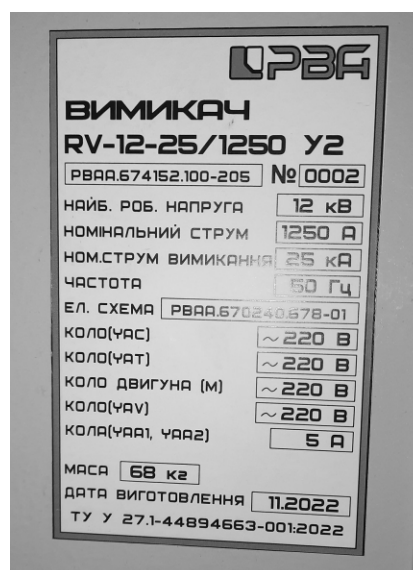 РВА
ВИМИКАЧ
RV-12-25/1250 У2
РВАА.674152.100-205 № 0002
НАЙБ. РОБ. НАПРУГА 12 кВ
НОМІНАЛЬНИЙ СТРУМ 1250 А
НОМ.СТРУМ ВИМИКАННЯ 25 кА
ЧАСТОТА 50 Гц
ЕЛ. СХЕМА РВАА.670240.678-01
КОЛО(YAC) ~220 В
КОЛО(YAT) ~220 В
КОЛО ДВИГУНА (М) ~220 В
КОЛО(YAV) ~220 В
КОЛА(YAA1, YAA2) 5 А
МАСА 68 кг
ДАТА ВИГОТОВЛЕННЯ 11.2022
ТУ У 27.1-44894663-001:2022